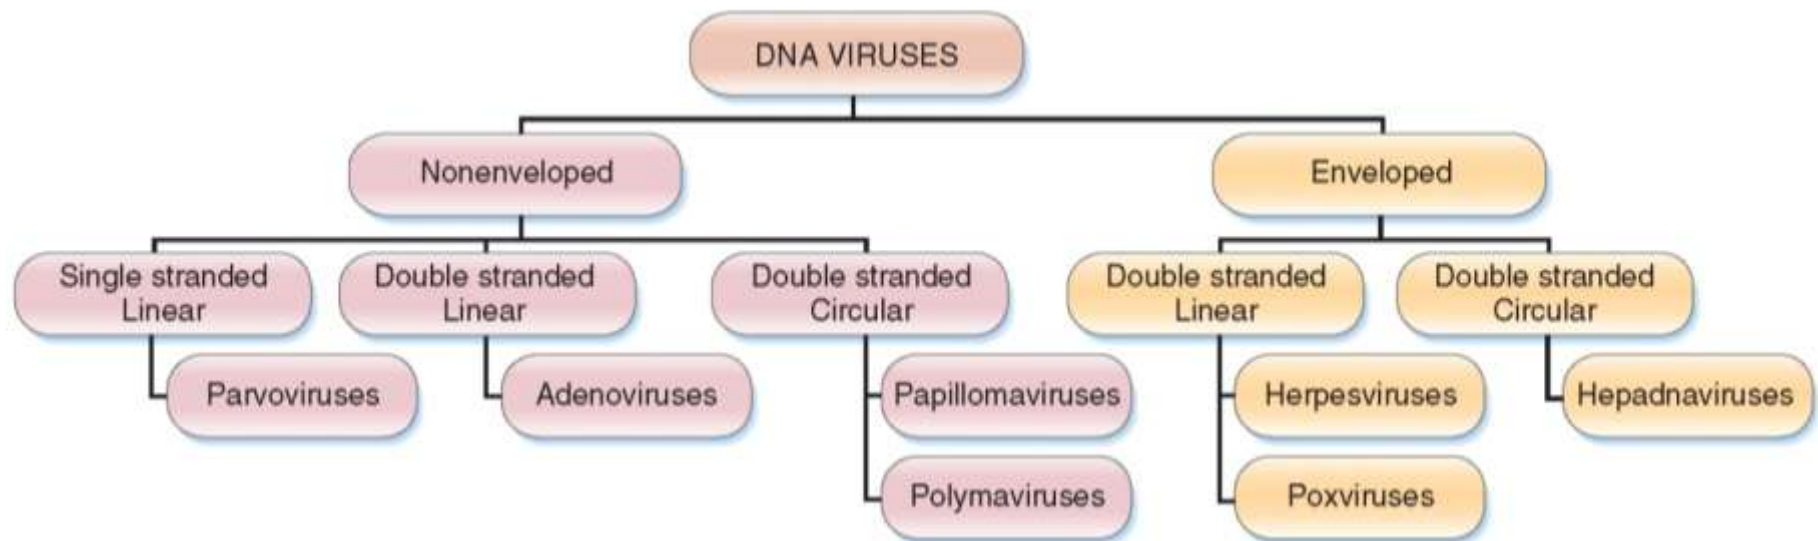 DNA VIRUSES
Nonenveloped
Enveloped
Single stranded
Linear
Double stranded
Linear
Double stranded
Circular
Double stranded
Linear
Double stranded
Circular
Parvoviruses
Adenoviruses
Papillomaviruses
Herpesviruses
Hepadnaviruses
Polymaviruses
Poxviruses